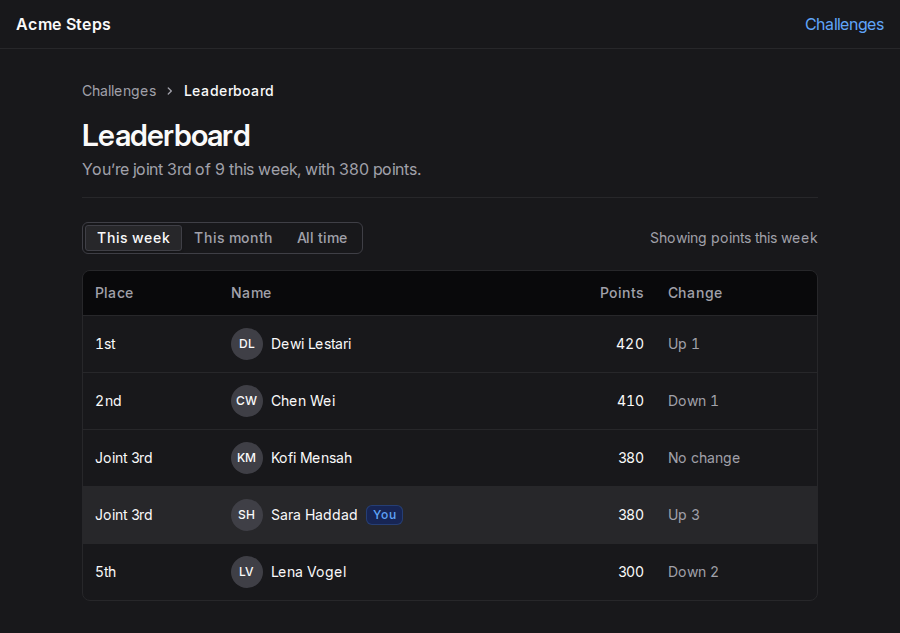 Acme Steps Challenges
Challenges › Leaderboard
Leaderboard
You’re joint 3rd of 9 this week, with 380 points.
This week This month All time Showing points this week
Place Name Points Change
1st DL Dewi Lestari 420 Up 1
2nd CW Chen Wei 410 Down 1
Joint 3rd KM Kofi Mensah 380 No change
Joint 3rd SH Sara Haddad You 380 Up 3
5th LV Lena Vogel 300 Down 2